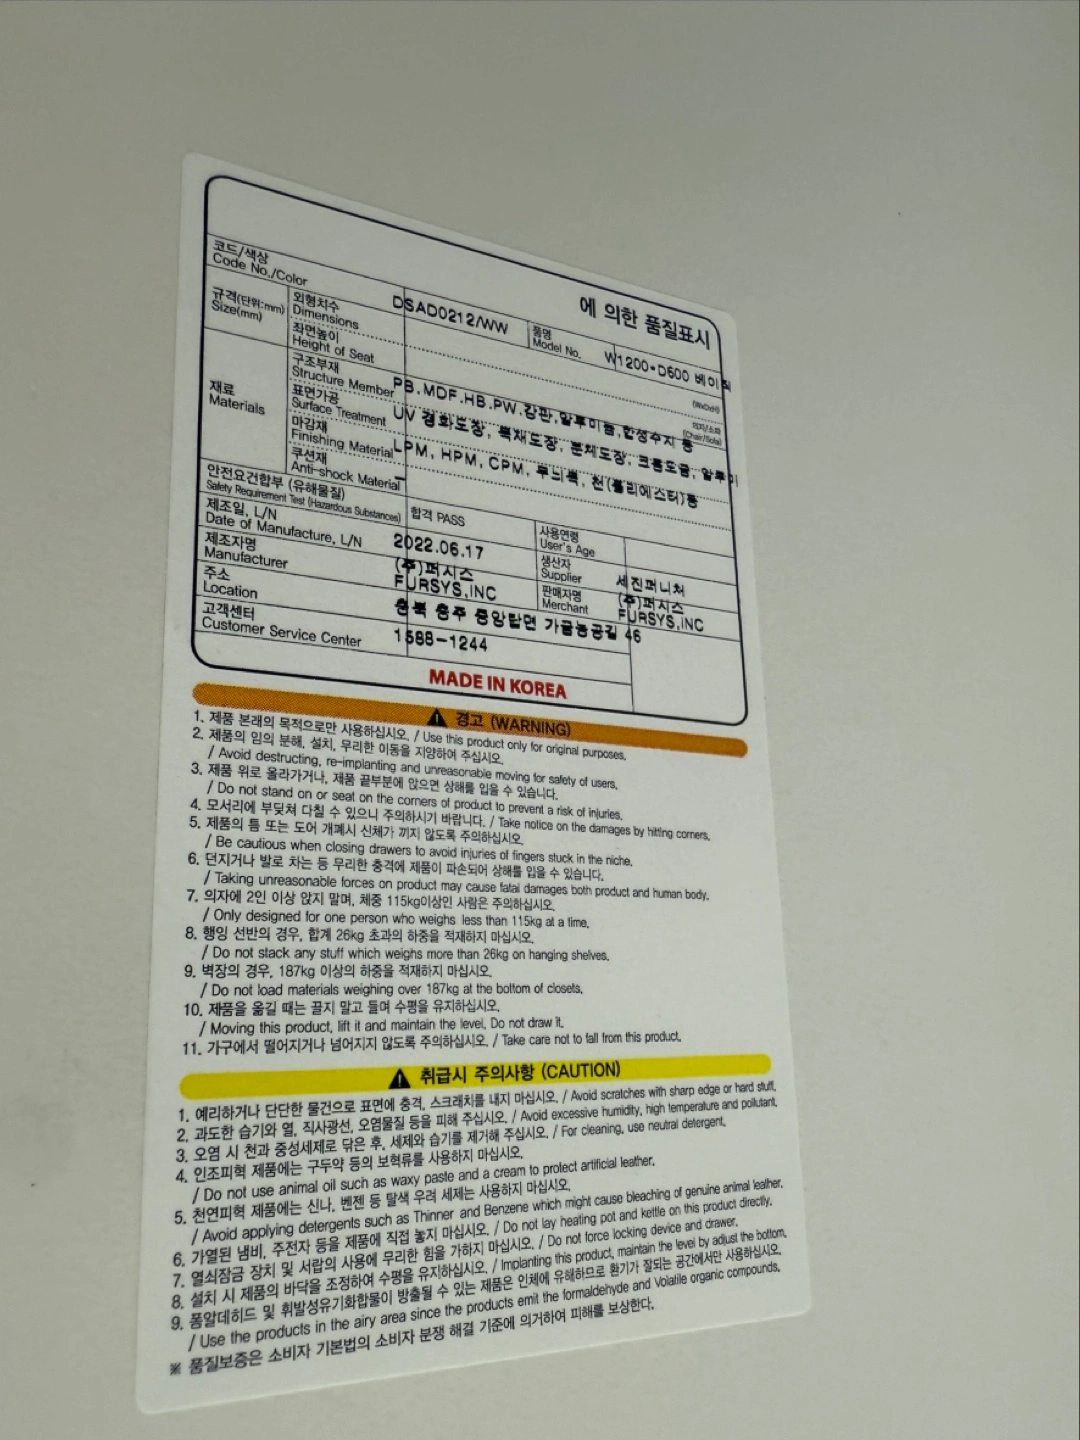 에 의한 품질표시
코드/색상
Code No./Color
DSAD0212/WW
품명
Model No.
W1200*D600 베이직
규격(단위:mm)
Size(mm)
외형치수
Dimensions
(WxDxH)
좌면높이
Height of Seat
의자/소파
(Chair/Sofa)
재료
Materials
구조부재
Structure Member
PB.MDF.HB.PW.강판,알루미늄,합성수지 등
표면가공
Surface Treatment
UV 경화도장, 목재도장, 분체도장, 크롬도금, 알루미
마감재
Finishing Material
LPM, HPM, CPM, 무늬목, 천(폴리에스터)등
쿠션재
Anti-shock Material
-
안전요건합부 (유해물질)
Safety Requirement Test (Hazardous Substances)
합격 PASS
사용연령
User's Age
제조일, L/N
Date of Manufacture, L/N
2022.06.17
생산자
Supplier
세진퍼니처
제조자명
Manufacturer
(주)퍼시스
FURSYS,INC
판매자명
Merchant
(주)퍼시스
FURSYS,INC
주소
Location
충북 충주 중앙탑면 가곡농공길 46
고객센터
Customer Service Center
1588-1244
MADE IN KOREA
경고 (WARNING)
1. 제품 본래의 목적으로만 사용하십시오. / Use this product only for original purposes.
2. 제품의 임의 분해, 설치, 무리한 이동을 지양하여 주십시오.
/ Avoid destructing, re-implanting and unreasonable moving for safety of users.
3. 제품 위로 올라가거나, 제품 끝부분에 앉으면 상해를 입을 수 있습니다.
/ Do not stand on or seat on the corners of product to prevent a risk of injuries.
4. 모서리에 부딪쳐 다칠 수 있으니 주의하시기 바랍니다. / Take notice on the damages by hitting corners.
5. 제품의 틈 또는 도어 개폐시 신체가 끼지 않도록 주의하십시오.
/ Be cautious when closing drawers to avoid injuries of fingers stuck in the niche.
6. 던지거나 발로 차는 등 무리한 충격에 제품이 파손되어 상해를 입을 수 있습니다.
/ Taking unreasonable forces on product may cause fatal damages both product and human body.
7. 의자에 2인 이상 앉지 말며, 체중 115kg이상인 사람은 주의하십시오.
/ Only designed for one person who weighs less than 115kg at a time.
8. 행잉 선반의 경우, 합계 26kg 초과의 하중을 적재하지 마십시오.
/ Do not stack any stuff which weighs more than 26kg on hanging shelves.
9. 벽장의 경우, 187kg 이상의 하중을 적재하지 마십시오.
/ Do not load materials weighing over 187kg at the bottom of closets.
10. 제품을 옮길 때는 끌지 말고 들며 수평을 유지하십시오.
/ Moving this product, lift it and maintain the level, Do not draw it.
11. 가구에서 떨어지거나 넘어지지 않도록 주의하십시오. / Take care not to fall from this product.
취급시 주의사항 (CAUTION)
1. 예리하거나 단단한 물건으로 표면에 충격, 스크래치를 내지 마십시오. / Avoid scratches with sharp edge or hard stuff.
2. 과도한 습기와 열, 직사광선, 오염물질 등을 피해 주십시오. / Avoid excessive humidity, high temperature and pollutant.
3. 오염 시 천과 중성세제로 닦은 후, 세제와 습기를 제거해 주십시오. / For cleaning, use neutral detergent.
4. 인조피혁 제품에는 구두약 등의 보혁류를 사용하지 마십시오.
/ Do not use animal oil such as waxy paste and a cream to protect artificial leather.
5. 천연피혁 제품에는 신나, 벤젠 등 탈색 우려 세제는 사용하지 마십시오.
/ Avoid applying detergents such as Thinner and Benzene which might cause bleaching of genuine animal leather.
6. 가열된 냄비, 주전자 등을 제품에 직접 놓지 마십시오. / Do not lay heating pot and kettle on this product directly.
7. 열쇠잠금 장치 및 서랍의 사용에 무리한 힘을 가하지 마십시오. / Do not force locking device and drawer.
8. 설치 시 제품의 바닥을 조정하여 수평을 유지하십시오. / Implanting this product, maintain the level by adjust the bottom.
9. 폼알데히드 및 휘발성유기화합물이 방출될 수 있는 제품은 인체에 유해하므로 환기가 잘되는 공간에서만 사용하십시오.
/ Use the products in the airy area since the products emit the formaldehyde and Volatile organic compounds.
※ 품질보증은 소비자 기본법의 소비자 분쟁 해결 기준에 의거하여 피해를 보상한다.